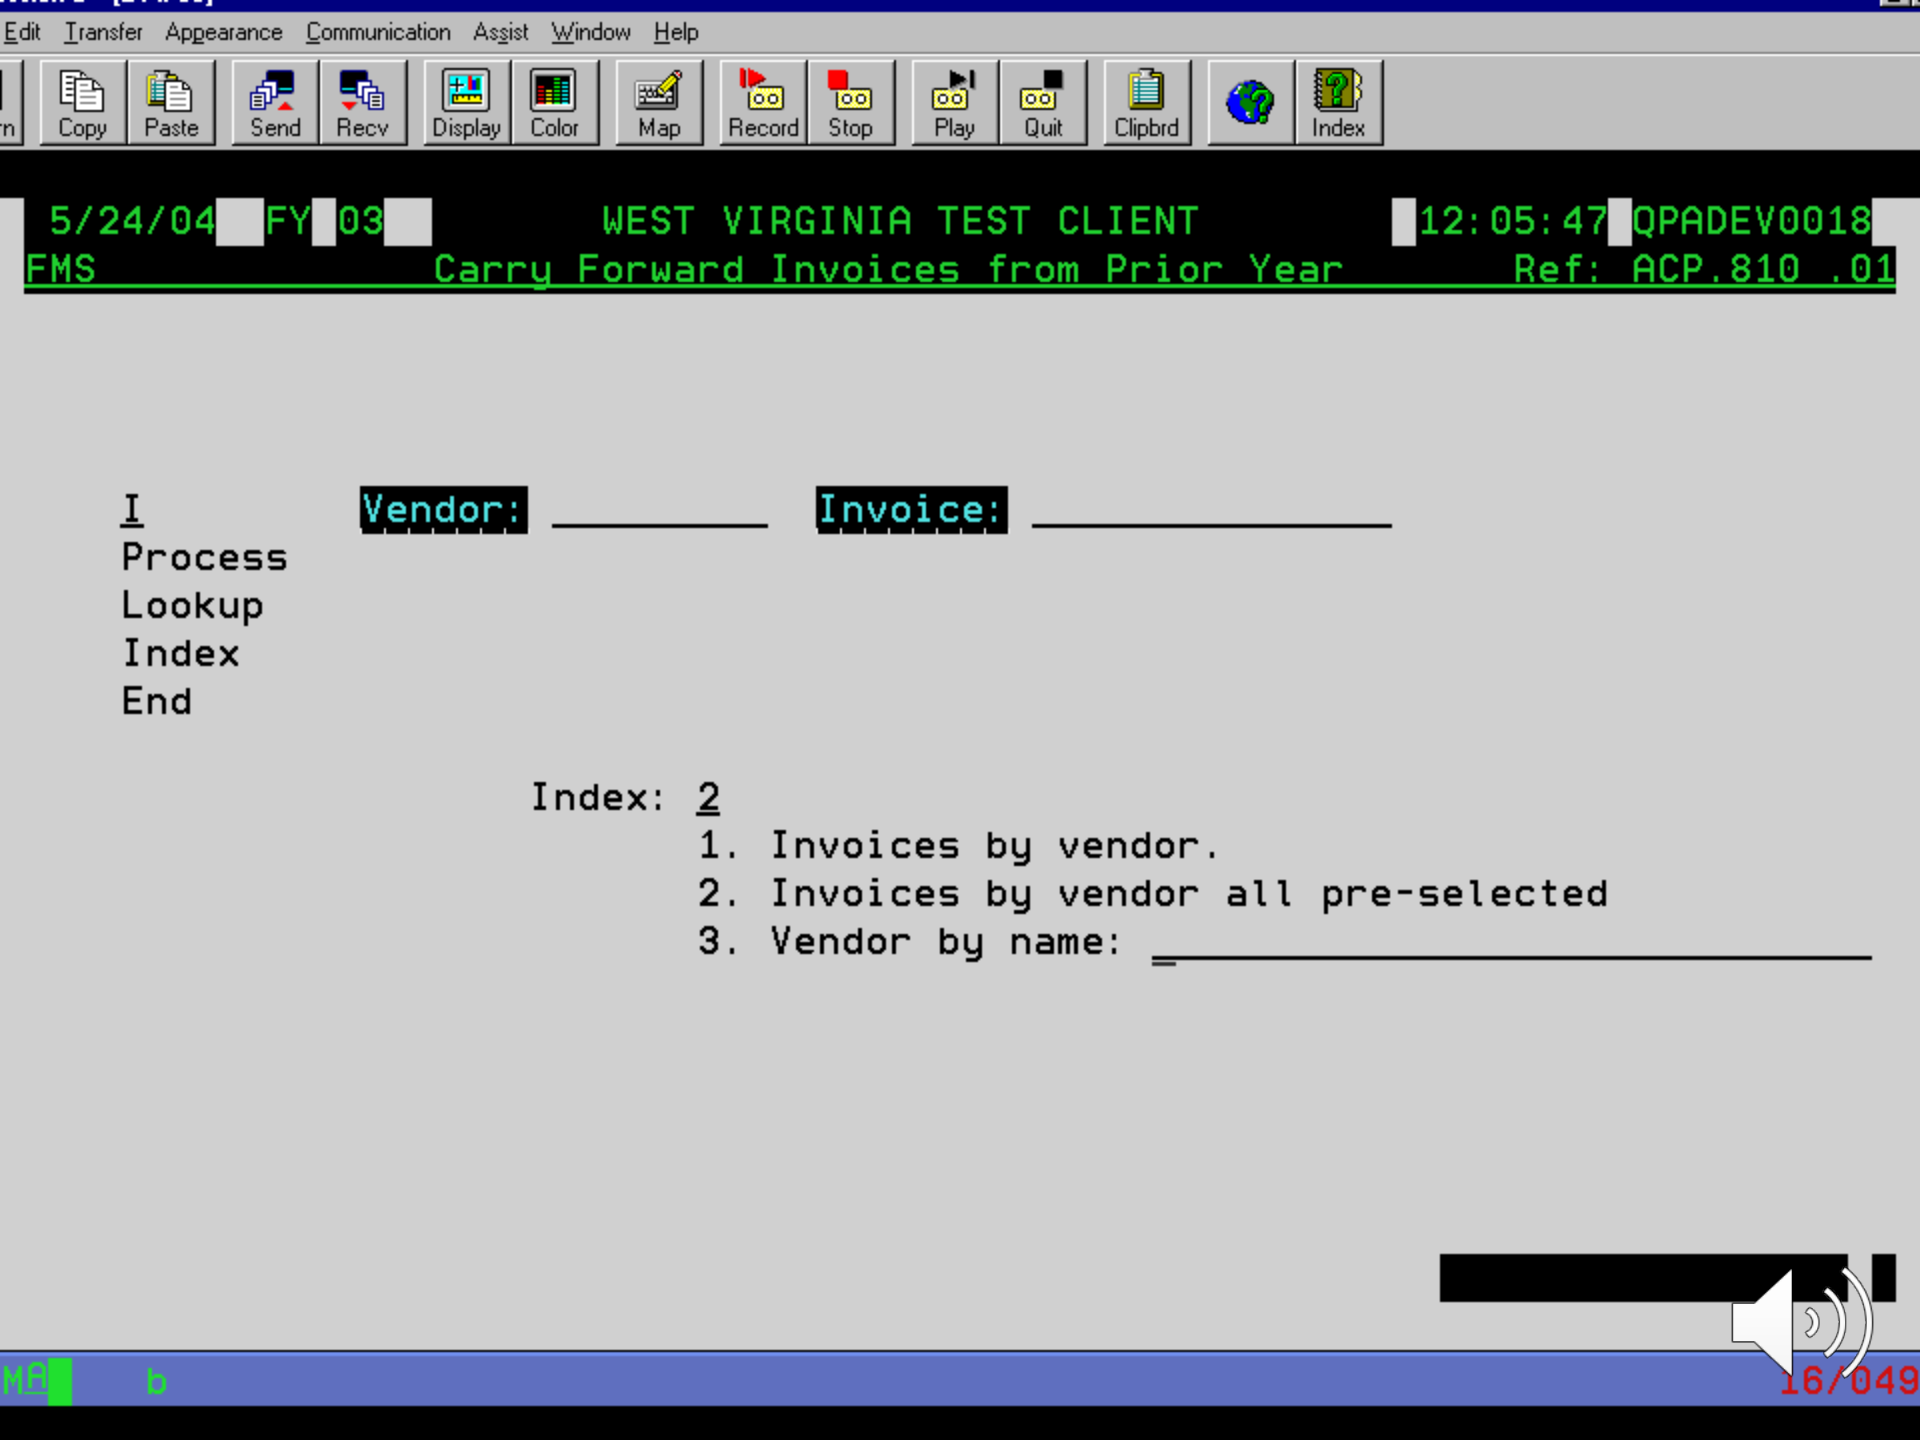 Edit Transfer Appearance Communication Assist Window Help
Copy Paste Send Recv Display Color Map Record Stop Play Quit Clipbrd Index
5/24/04 FY 03 WEST VIRGINIA TEST CLIENT 12:05:47 QPADEV0018
FMS Carry Forward Invoices from Prior Year Ref: ACP.810 .01
I Vendor: Invoice:
Process
Lookup
Index
End
Index: 2
1. Invoices by vendor.
2. Invoices by vendor all pre-selected
3. Vendor by name:
MA b 16/049